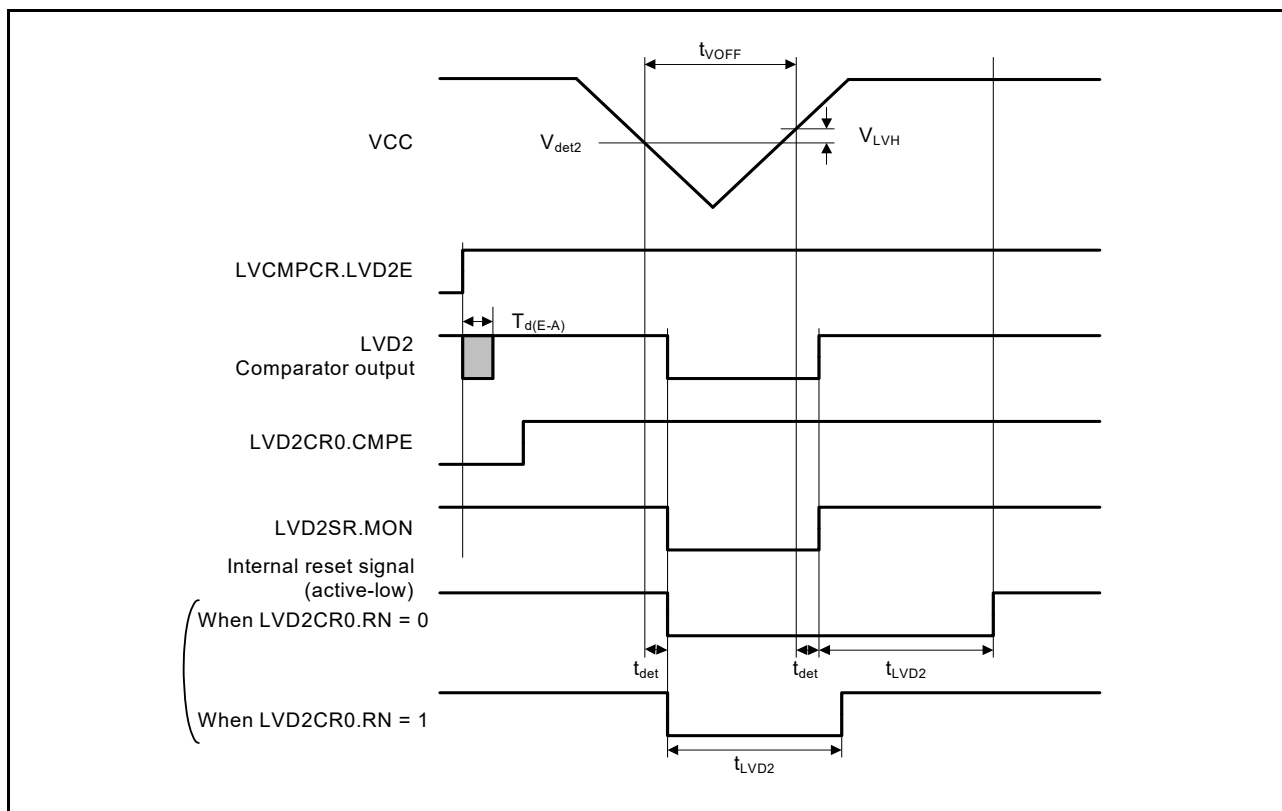 tVOFF
VCC
Vdet2
VLVH
LVCMPCR.LVD2E
Td(E-A)
LVD2
Comparator output
LVD2CR0.CMPE
LVD2SR.MON
Internal reset signal
(active-low)
When LVD2CR0.RN = 0
tdet
tdet
tLVD2
When LVD2CR0.RN = 1
tLVD2